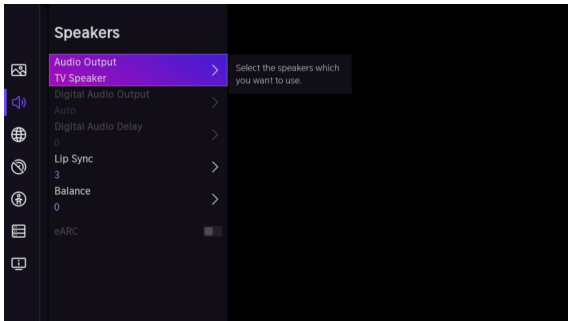 Speakers
Audio Output
TV Speaker
Select the speakers which
you want to use.
Digital Audio Output
Auto
Digital Audio Delay
0
Lip Sync
3
Balance
0
eARC